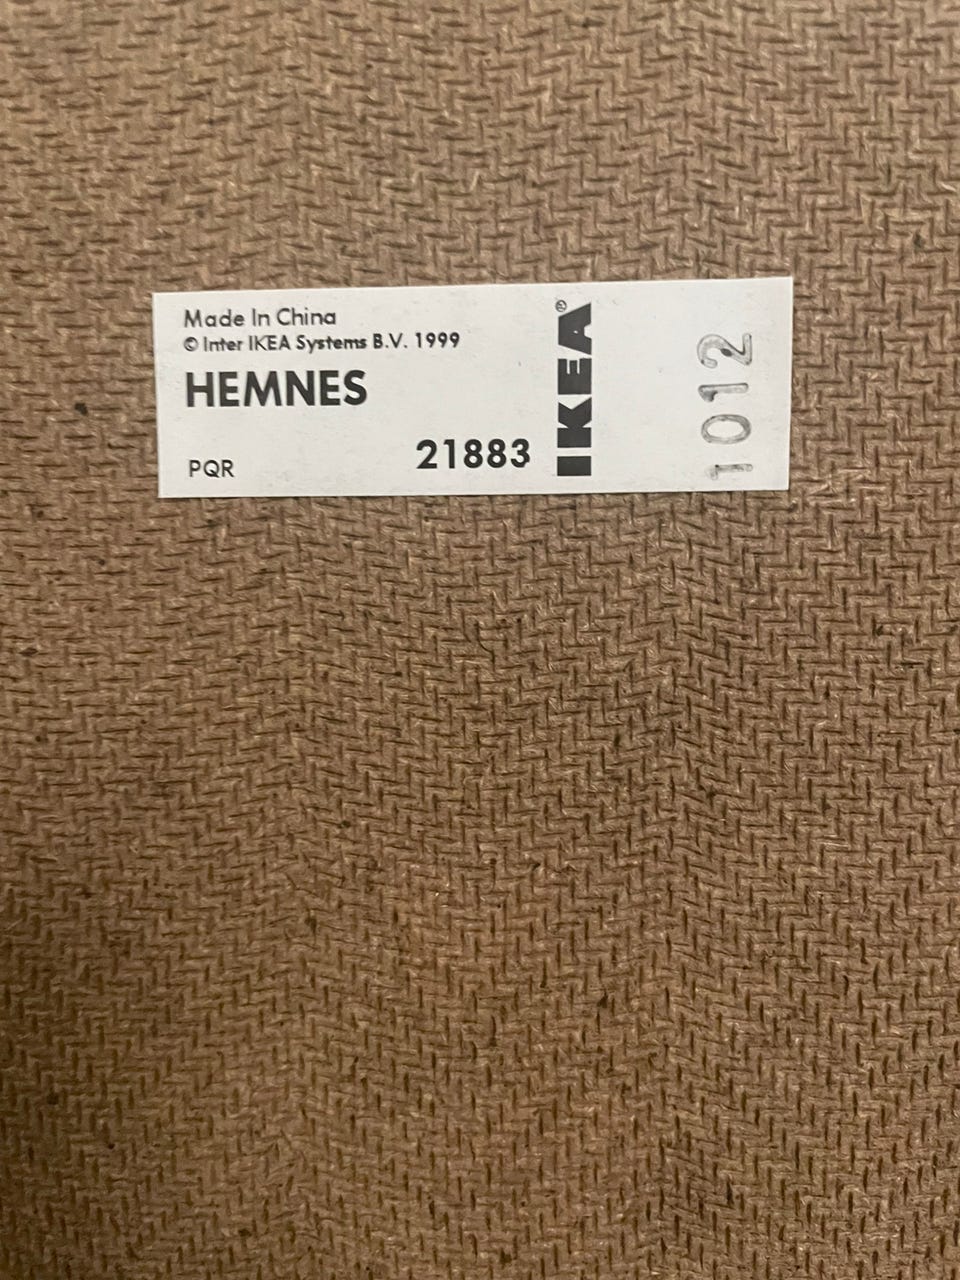 Made In China
© Inter IKEA Systems B.V. 1999
HEMNES
PQR
21883
IKEA®
1012